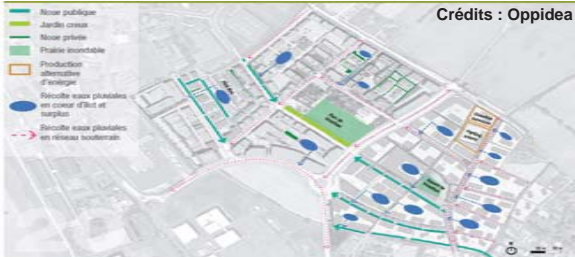 Crédits : Oppidea
Noue publique
Jardin creux
Noue privée
Prairie inondable
Production
alternative
d'énergie
Récolte eaux pluviales
en coeur d'îlot et
surplus
Récolte eaux pluviales
en réseau souterrain